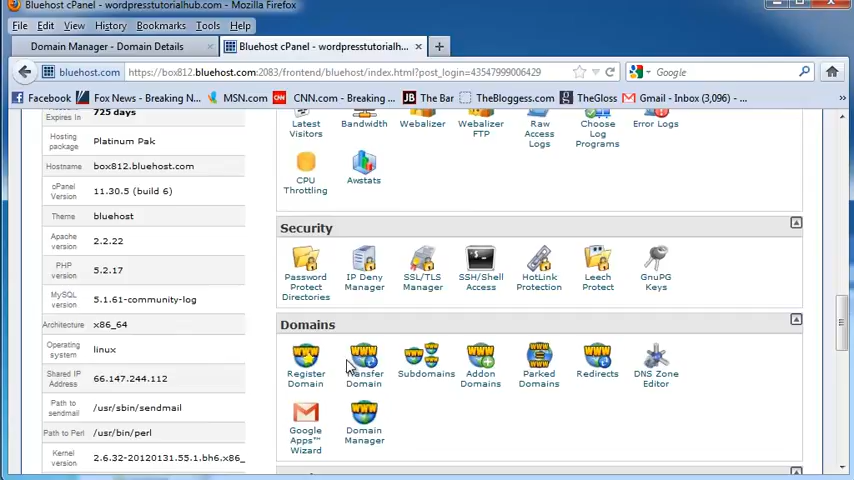 Bluehost cPanel - wordpresstutorialhub.com - Mozilla Firefox
File Edit View History Bookmarks Tools Help
Domain Manager - Domain Details × Bluehost cPanel - wordpresstutorialh... × +
bluehost.com https://box812.bluehost.com:2083/frontend/bluehost/index.html?post_login=43547999006429 Google
Facebook Fox News - Breaking N... MSN.com CNN.com - Breaking ... The Bar TheBloggess.com TheGloss Gmail - Inbox (3,096) - ...
Expires In 725 days
Hosting package Platinum Pak
Hostname box812.bluehost.com
cPanel Version 11.30.5 (build 6)
Theme bluehost
Apache version 2.2.22
PHP version 5.2.17
MySQL version 5.1.61-community-log
Architecture x86_64
Operating system linux
Shared IP Address 66.147.244.112
Path to sendmail /usr/sbin/sendmail
Path to Perl /usr/bin/perl
Kernel version 2.6.32-20120131.55.1.bh6.x86_
Latest Visitors Bandwidth Webalizer Webalizer FTP Raw Access Logs Choose Log Programs Error Logs
CPU Throttling Awstats
Security
Password Protect Directories IP Deny Manager SSL/TLS Manager SSH/Shell Access HotLink Protection Leech Protect GnuPG Keys
Domains
Register Domain Transfer Domain Subdomains Addon Domains Parked Domains Redirects DNS Zone Editor
Google Apps™ Wizard Domain Manager